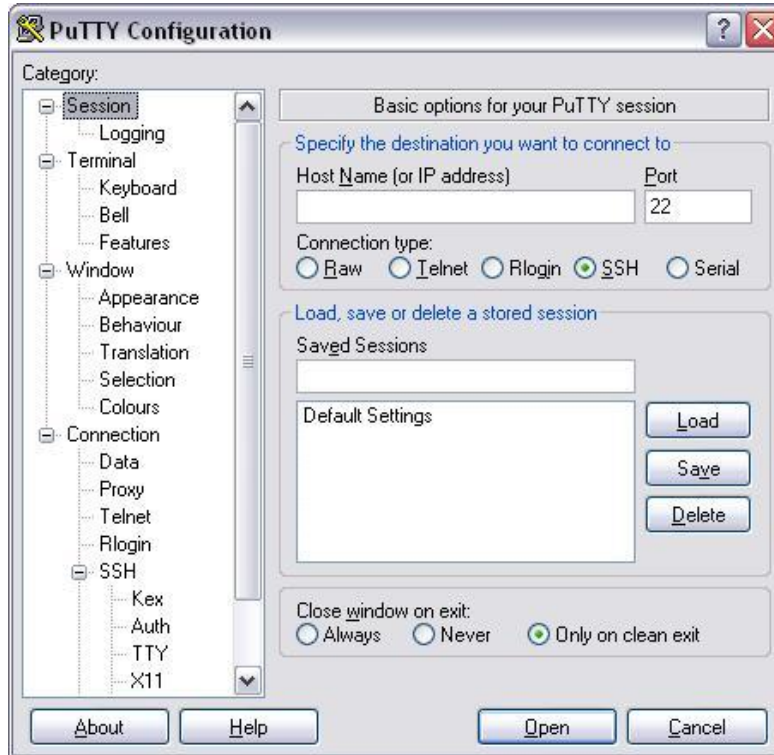 PuTTY Configuration
Category:
Session
Logging
Terminal
Keyboard
Bell
Features
Window
Appearance
Behaviour
Translation
Selection
Colours
Connection
Data
Proxy
Telnet
Rlogin
SSH
Kex
Auth
TTY
X11
Basic options for your PuTTY session
Specify the destination you want to connect to
Host Name (or IP address) Port
22
Connection type:
Raw Telnet Rlogin SSH Serial
Load, save or delete a stored session
Saved Sessions
Default Settings
Load
Save
Delete
Close window on exit:
Always Never Only on clean exit
About Help Open Cancel